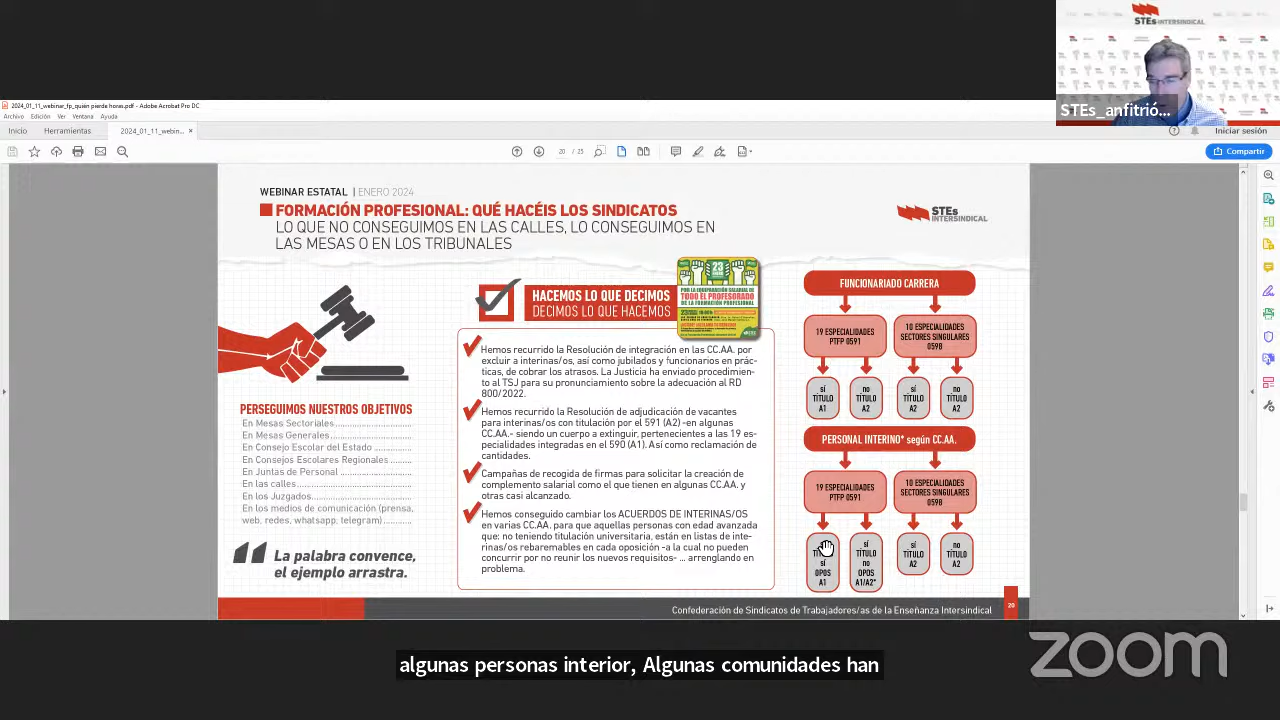 STEs
INTERSINDICAL
STEs_anfitrió...
2024_01_11_webinar_fp_quién pierde horas.pdf - Adobe Acrobat Pro DC
Archivo Edición Ver Ventana Ayuda
Inicio Herramientas 2024_01_11_webin... × Iniciar sesión
20 / 25 Compartir
WEBINAR ESTATAL | ENERO 2024
FORMACIÓN PROFESIONAL: QUÉ HACÉIS LOS SINDICATOS
LO QUE NO CONSEGUIMOS EN LAS CALLES, LO CONSEGUIMOS EN
LAS MESAS O EN LOS TRIBUNALES
STEs
INTERSINDICAL
PERSEGUIMOS NUESTROS OBJETIVOS
En Mesas Sectoriales
En Mesas Generales
En Consejo Escolar del Estado
En Consejos Escolares Regionales
En Juntas de Personal
En las calles
En los Juzgados
En los medios de comunicación (prensa,
web, redes, whatsapp, telegram)
La palabra convence,
el ejemplo arrastra.
HACEMOS LO QUE DECIMOS
DECIMOS LO QUE HACEMOS
23
POR LA EQUIPARACIÓN SALARIAL DE
TODO EL PROFESORADO
DE LA FORMACIÓN PROFESIONAL
Hemos recurrido la Resolución de integración en las CC.AA. por
excluir a interinas/os, así como jubilados y funcionarios en prác-
ticas, de cobrar los atrasos. La Justicia ha enviado procedimien-
to al TSJ para su pronunciamiento sobre la adecuación al RD
800/2022.
Hemos recurrido la Resolución de adjudicación de vacantes
para interinas/os con titulación por el 591 (A2) -en algunas
CC.AA.- siendo un cuerpo a extinguir, pertenecientes a las 19 es-
pecialidades integradas en el 590 (A1). Así como reclamación de
cantidades.
Campañas de recogida de firmas para solicitar la creación de
complemento salarial como el que tienen en algunas CC.AA. y
otras casi alcanzado.
Hemos conseguido cambiar los ACUERDOS DE INTERINAS/OS
en varias CC.AA. para que aquellas personas con edad avanzada
que: no teniendo titulación universitaria, están en listas de inte-
rinas/os rebaremables en cada oposición -a la cual no pueden
concurrir por no reunir los nuevos requisitos- ... arrenglando en
problema.
FUNCIONARIADO CARRERA
19 ESPECIALIDADES
PTFP 0591
10 ESPECIALIDADES
SECTORES SINGULARES
0598
sí
TÍTULO
A1
no
TÍTULO
A2
sí
TÍTULO
A2
no
TÍTULO
A2
PERSONAL INTERINO* según CC.AA.
19 ESPECIALIDADES
PTFP 0591
10 ESPECIALIDADES
SECTORES SINGULARES
0598
sí
OPOS
A1
sí
TÍTULO
no
OPOS
A1/A2*
sí
TÍTULO
A2
no
TÍTULO
A2
Confederación de Sindicatos de Trabajadores/as de la Enseñanza Intersindical
20
algunas personas interior, Algunas comunidades han
zoom